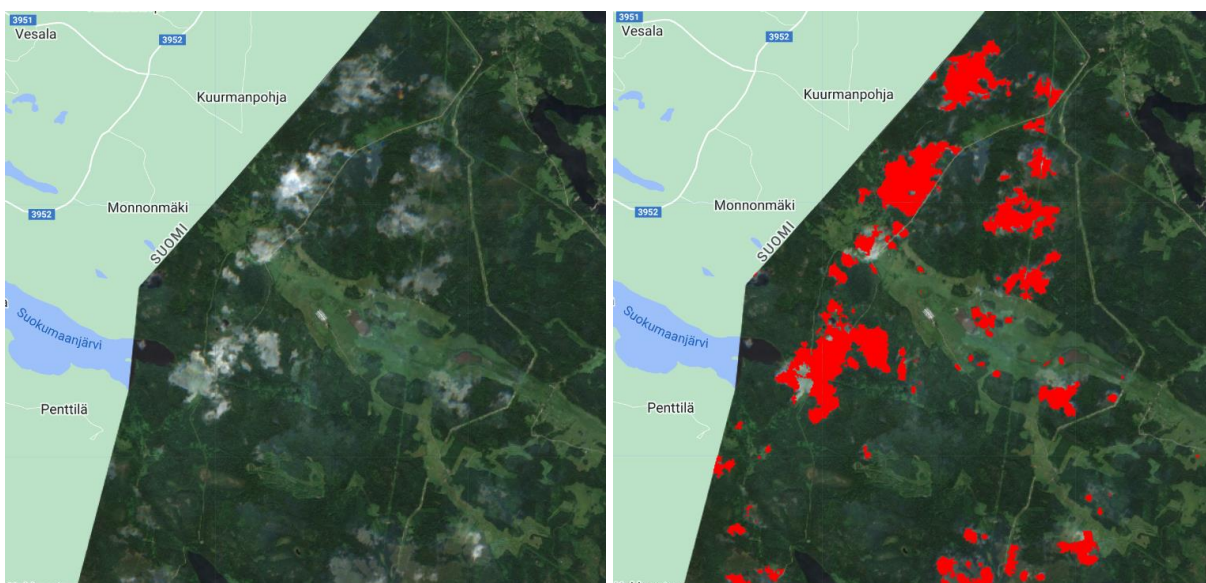 3951
Vesala
3952
Kuurmanpohja
Monnonmäki
3952
SUOMI
Suokumaanjärvi
Penttilä
3951
Vesala
3952
Kuurmanpohja
Monnonmäki
3952
SUOMI
Suokumaanjärvi
Penttilä